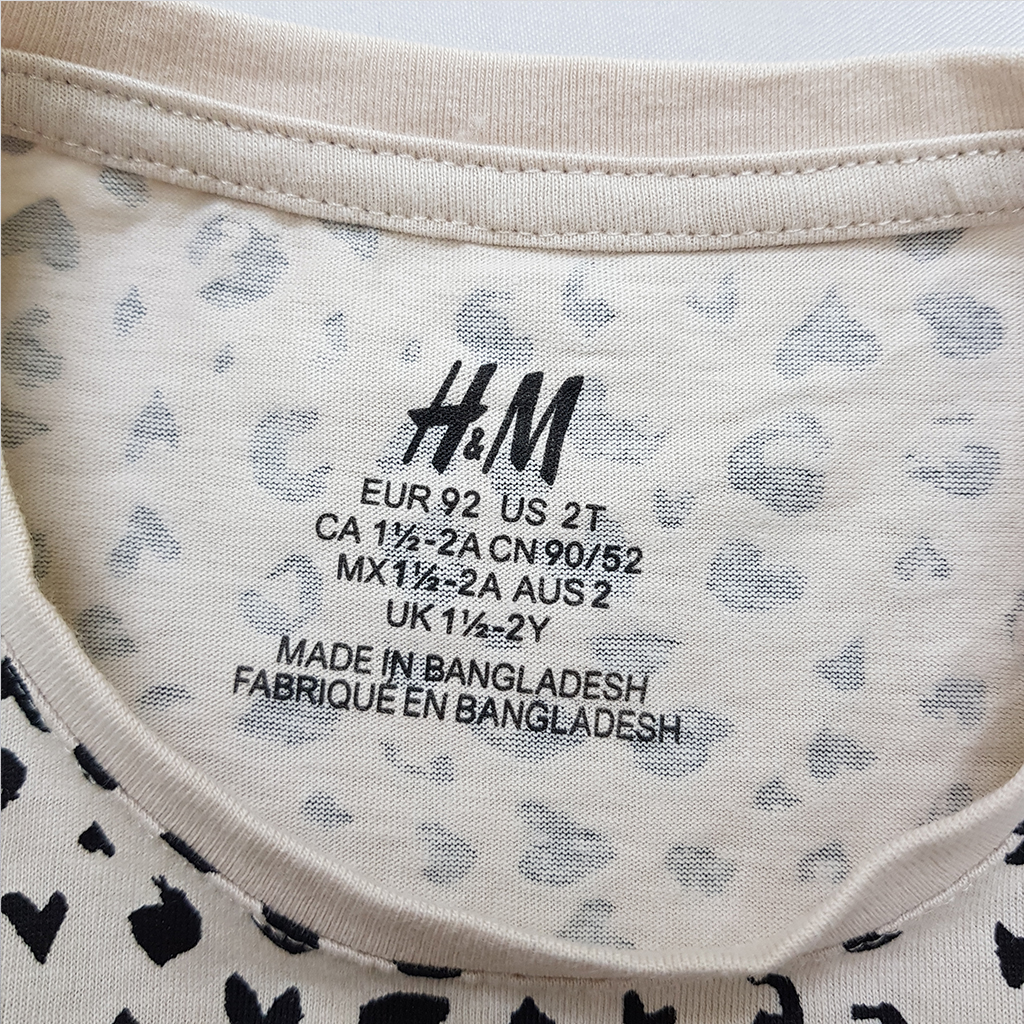 H&M
EUR 92 US 2T
CA 1½-2A CN 90/52
MX 1½-2A AUS 2
UK 1½-2Y
MADE IN BANGLADESH
FABRIQUÉ EN BANGLADESH